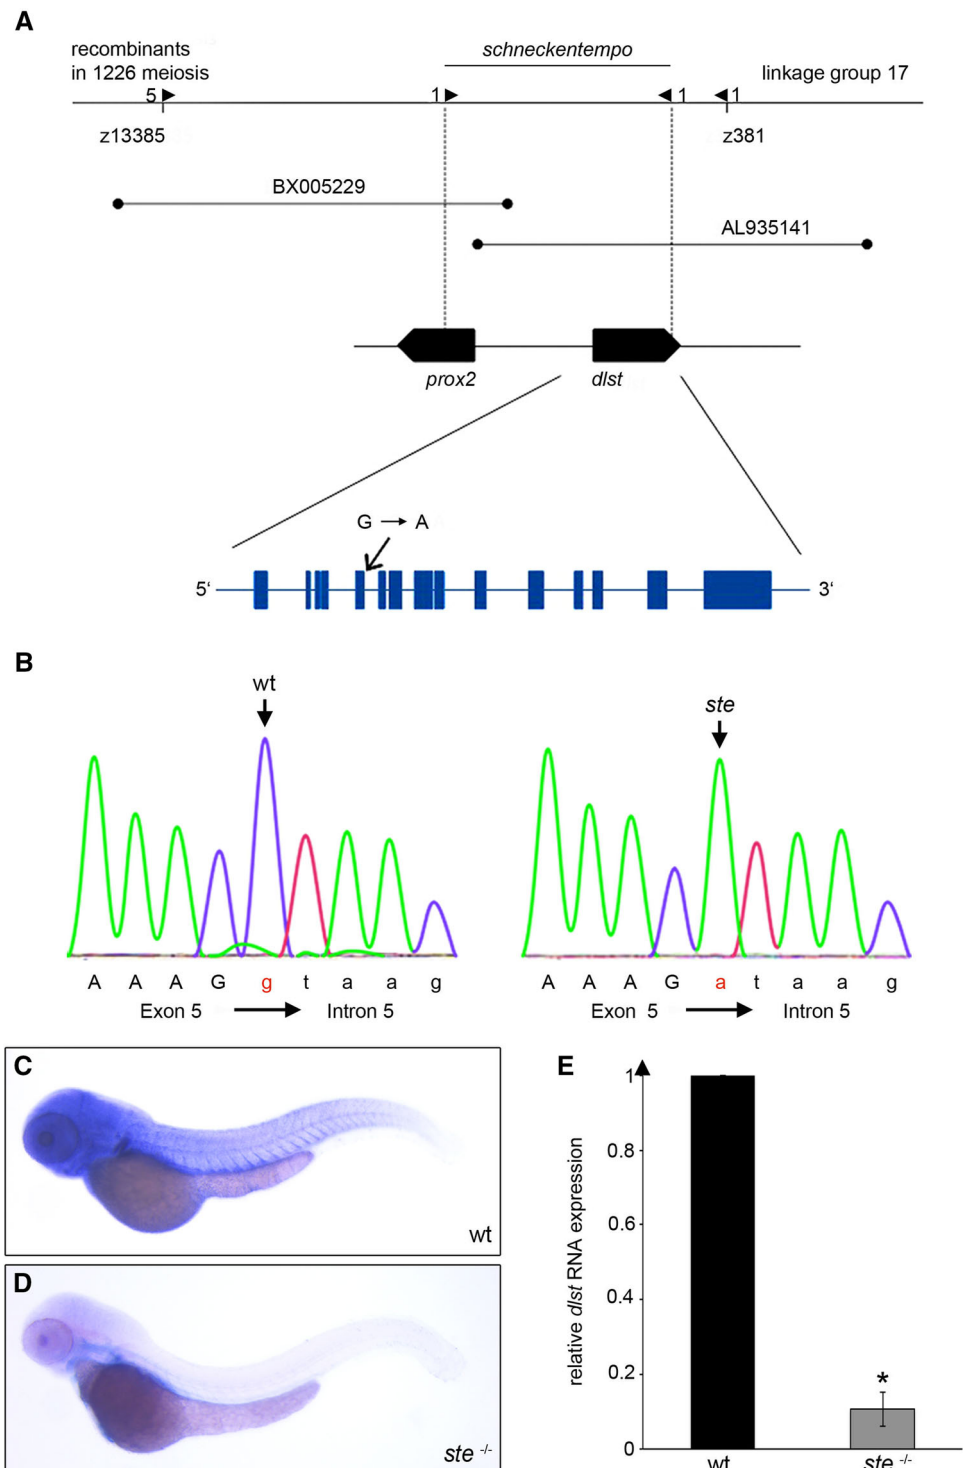 A
recombinants
in 1226 meiosis
schneckentempo
linkage group 17
5
1
1
1
z13385
z381
BX005229
AL935141
prox2
dlst
G → A
5‘
3‘
B
wt
ste
A A A G g t a a g
Exon 5 → Intron 5
A A A G a t a a g
Exon 5 → Intron 5
C
wt
D
ste -/-
E
relative dlst RNA expression
1
0.8
0.6
0.4
0.2
0
*
wt
ste -/-